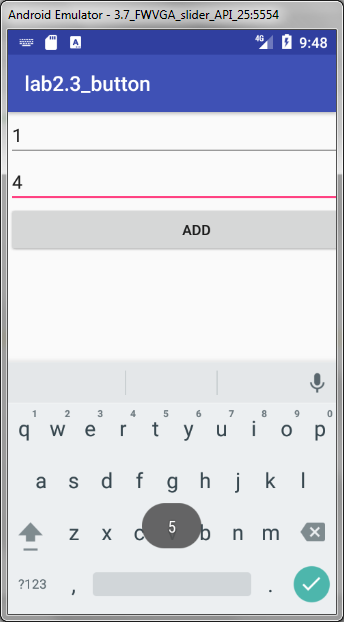 Android Emulator - 3.7_FWVGA_slider_API_25:5554
4G 9:48
lab2.3_button
1
4
ADD
1 2 3 4 5 6 7 8 9 0
q w e r t y u i o p
a s d f g h j k l
5
z x c b n m
?123 , .